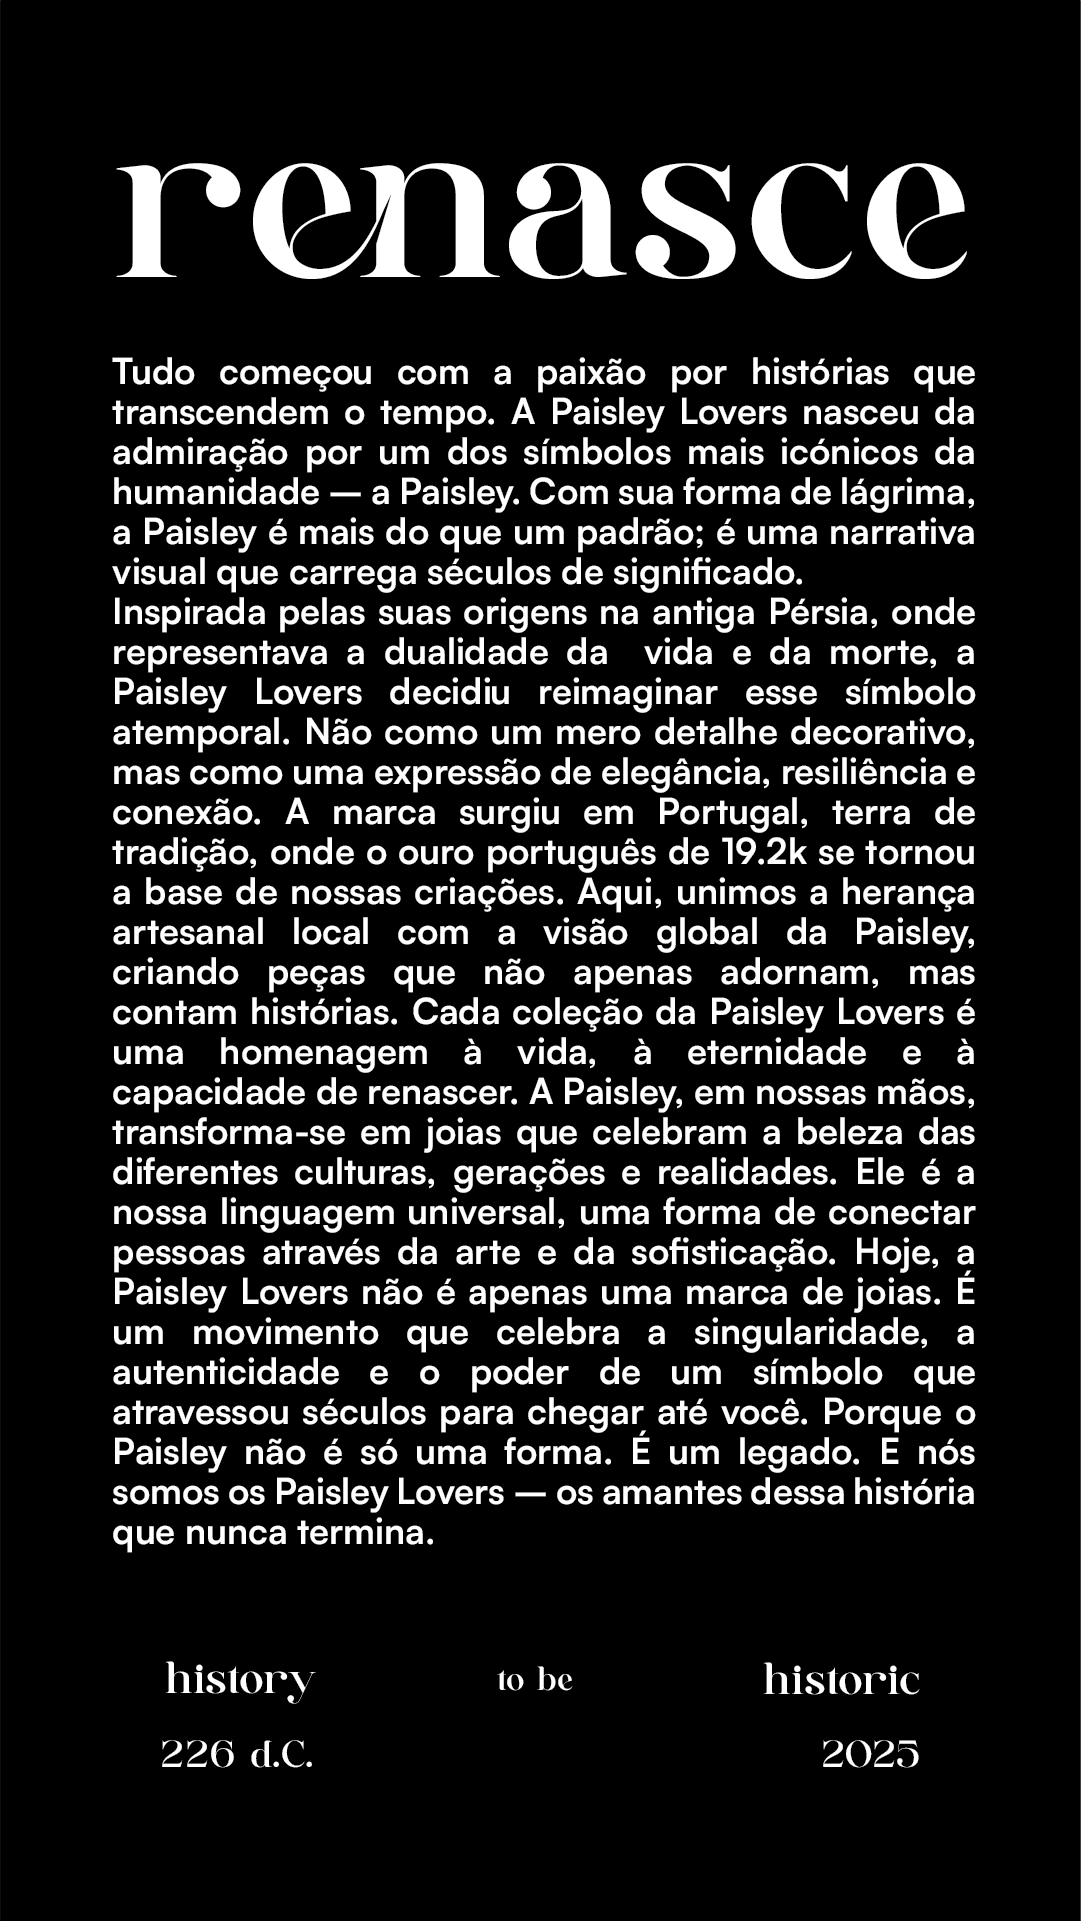 renasce
Tudo começou com a paixão por histórias que
transcendem o tempo. A Paisley Lovers nasceu da
admiração por um dos símbolos mais icónicos da
humanidade — a Paisley. Com sua forma de lágrima,
a Paisley é mais do que um padrão; é uma narrativa
visual que carrega séculos de significado.
Inspirada pelas suas origens na antiga Pérsia, onde
representava a dualidade da vida e da morte, a
Paisley Lovers decidiu reimaginar esse símbolo
atemporal. Não como um mero detalhe decorativo,
mas como uma expressão de elegância, resiliência e
conexão. A marca surgiu em Portugal, terra de
tradição, onde o ouro português de 19.2k se tornou
a base de nossas criações. Aqui, unimos a herança
artesanal local com a visão global da Paisley,
criando peças que não apenas adornam, mas
contam histórias. Cada coleção da Paisley Lovers é
uma homenagem à vida, à eternidade e à
capacidade de renascer. A Paisley, em nossas mãos,
transforma-se em joias que celebram a beleza das
diferentes culturas, gerações e realidades. Ele é a
nossa linguagem universal, uma forma de conectar
pessoas através da arte e da sofisticação. Hoje, a
Paisley Lovers não é apenas uma marca de joias. É
um movimento que celebra a singularidade, a
autenticidade e o poder de um símbolo que
atravessou séculos para chegar até você. Porque o
Paisley não é só uma forma. É um legado. E nós
somos os Paisley Lovers — os amantes dessa história
que nunca termina.
history to be historic
226 d.C. 2025